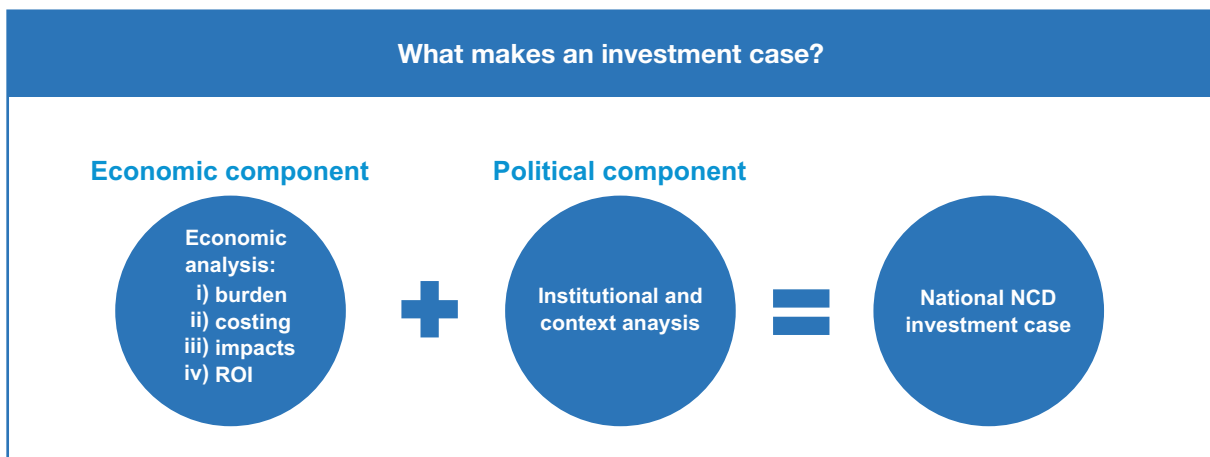 What makes an investment case?
Economic component
Economic
analysis:
i) burden
ii) costing
iii) impacts
iv) ROI
Political component
Institutional and
context anaysis
National NCD
investment case